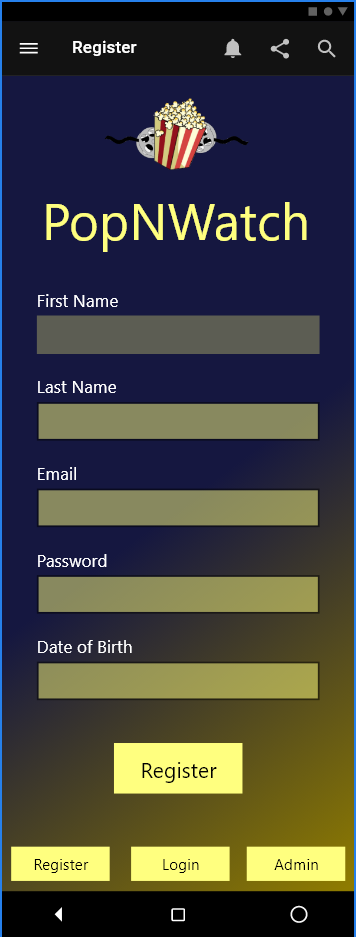 Register
PopNWatch
First Name
Last Name
Email
Password
Date of Birth
Register
Register Login Admin